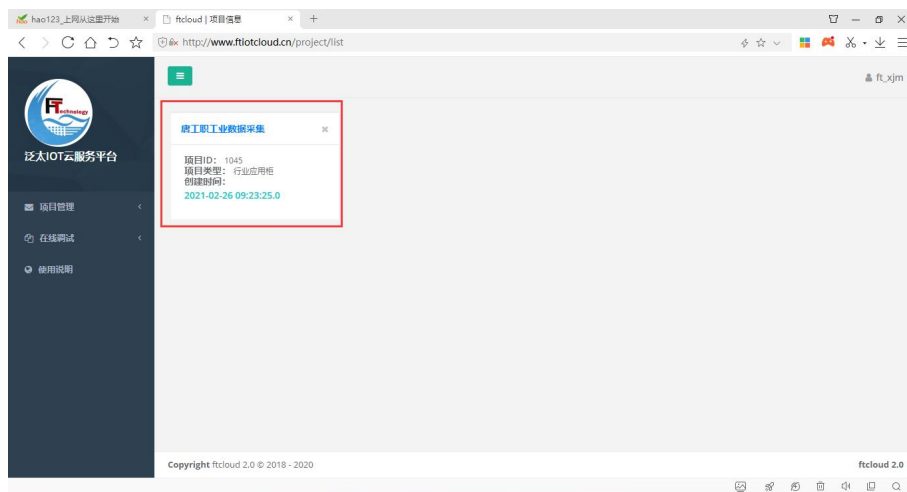 hao123_上网从这里开始
ftcloud | 项目信息
http://www.ftiotcloud.cn/project/list
ft_xjm
FTechnology
泛太IOT云服务平台
项目管理
在线调试
使用说明
唐工职工业数据采集
项目ID: 1045
项目类型: 行业应用柜
创建时间:
2021-02-26 09:23:25.0
Copyright ftcloud 2.0 © 2018 - 2020
ftcloud 2.0